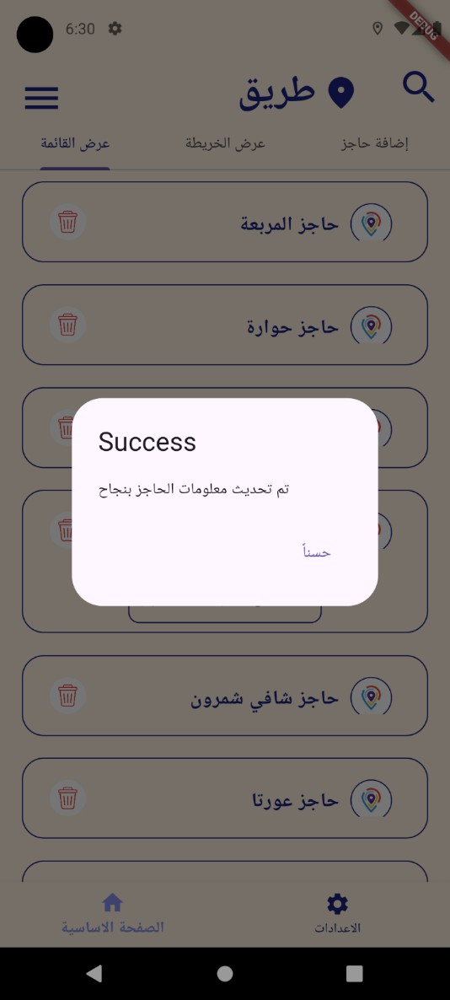 6:30
DEBUG
طريق
إضافة حاجز
عرض الخريطة
عرض القائمة
حاجز المربعة
حاجز حوارة
Success
تم تحديث معلومات الحاجز بنجاح
حسناً
حاجز شافي شمرون
حاجز عورتا
الاعدادات
الصفحة الاساسية